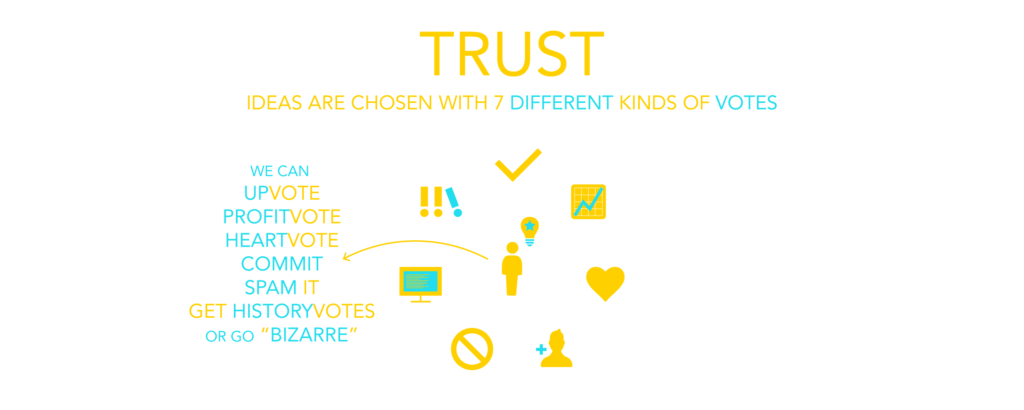 TRUST
IDEAS ARE CHOSEN WITH 7 DIFFERENT KINDS OF VOTES
WE CAN
UPVOTE
PROFITVOTE
HEARTVOTE
COMMIT
SPAM IT
GET HISTORYVOTES
OR GO "BIZARRE"